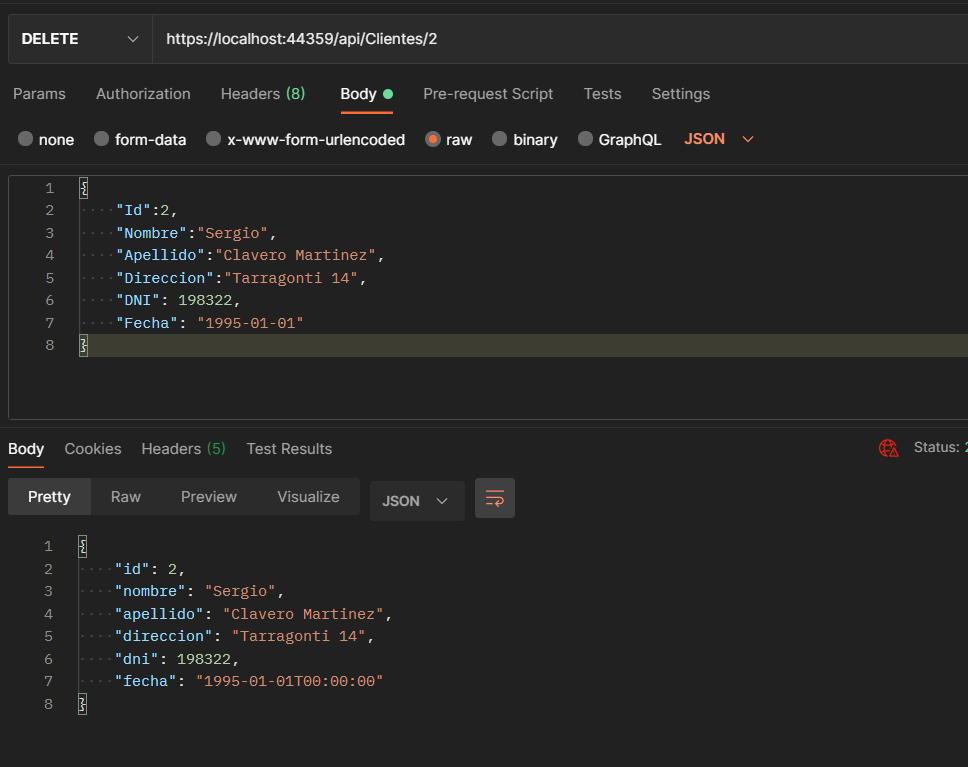 DELETE https://localhost:44359/api/Clientes/2
Params Authorization Headers (8) Body Pre-request Script Tests Settings
none form-data x-www-form-urlencoded raw binary GraphQL JSON
1 {
2 "Id":2,
3 "Nombre":"Sergio",
4 "Apellido":"Clavero Martinez",
5 "Direccion":"Tarragonti 14",
6 "DNI": 198322,
7 "Fecha": "1995-01-01"
8 }
Body Cookies Headers (5) Test Results Status:
Pretty Raw Preview Visualize JSON
1 {
2 "id": 2,
3 "nombre": "Sergio",
4 "apellido": "Clavero Martinez",
5 "direccion": "Tarragonti 14",
6 "dni": 198322,
7 "fecha": "1995-01-01T00:00:00"
8 }